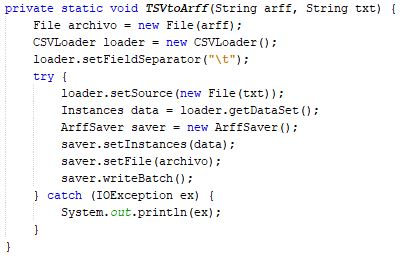 private static void TSVtoArff(String arff, String txt) {
    File archivo = new File(arff);
    CSVLoader loader = new CSVLoader();
    loader.setFieldSeparator("\t");
    try {
        loader.setSource(new File(txt));
        Instances data = loader.getDataSet();
        ArffSaver saver = new ArffSaver();
        saver.setInstances(data);
        saver.setFile(archivo);
        saver.writeBatch();
    } catch (IOException ex) {
        System.out.println(ex);
    }
}